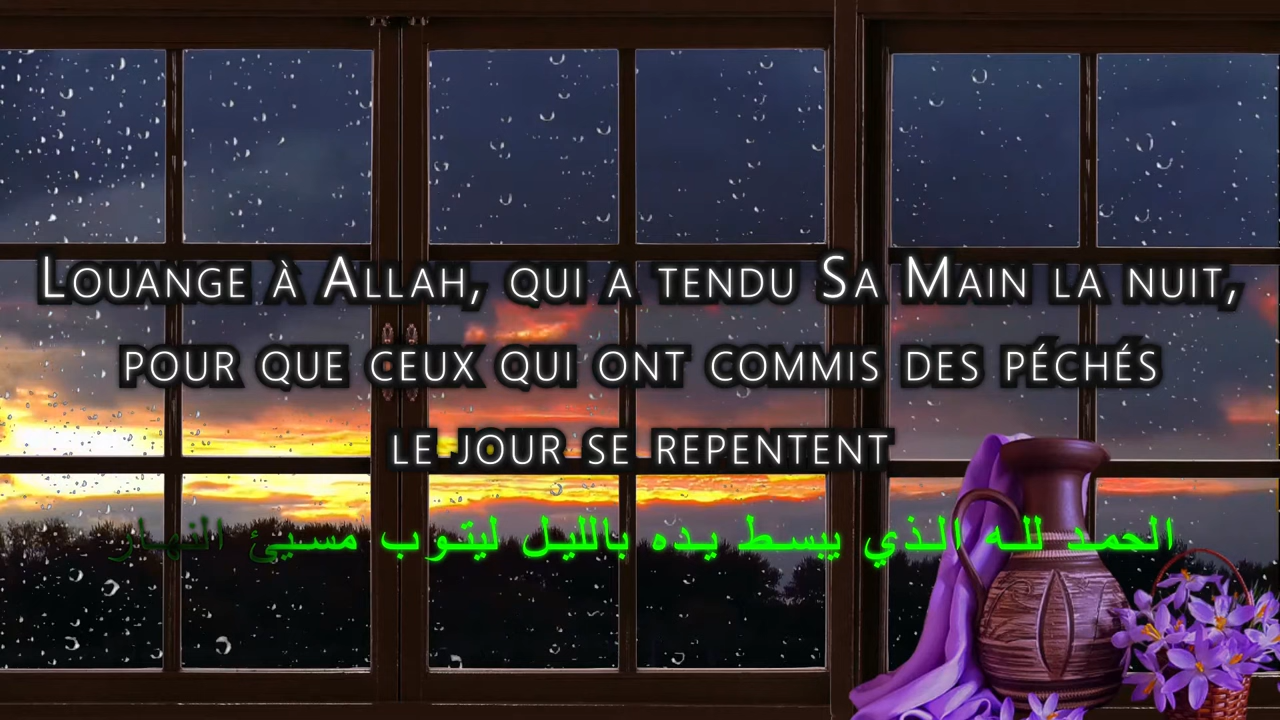 Louange à Allah, qui a tendu Sa Main la nuit,
pour que ceux qui ont commis des péchés
le jour se repentent
الحمد لله الذي يبسط يده بالليل ليتوب مسيئ النهار